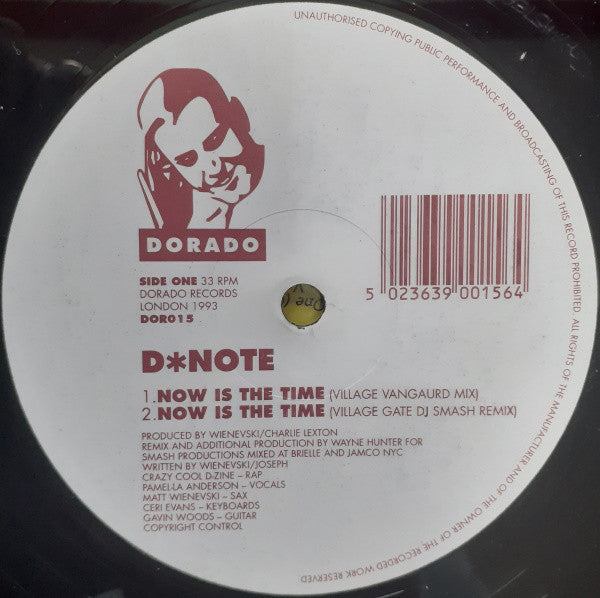 UNAUTHORISED COPYING PUBLIC PERFORMANCE AND BROADCASTING OF THIS RECORD PROHIBITED. ALL RIGHTS OF THE MANUFACTURER AND OF THE OWNER OF THE RECORDED WORK RESERVED
DORADO
SIDE ONE 33 RPM
DORADO RECORDS
LONDON 1993
DOR015
5 023639 001564
D*NOTE
1.NOW IS THE TIME (VILLAGE VANGAURD MIX)
2.NOW IS THE TIME (VILLAGE GATE DJ SMASH REMIX)
PRODUCED BY WIENEVSKI/CHARLIE LEXTON
REMIX AND ADDITIONAL PRODUCTION BY WAYNE HUNTER FOR
SMASH PRODUCTIONS MIXED AT BRIELLE AND JAMCO NYC
WRITTEN BY WIENEVSKI/JOSEPH
CRAZY COOL D-ZINE – RAP
PAMEL-LA ANDERSON – VOCALS
MATT WIENEVSKI – SAX
CERI EVANS – KEYBOARDS
GAVIN WOODS – GUITAR
COPYRIGHT CONTROL